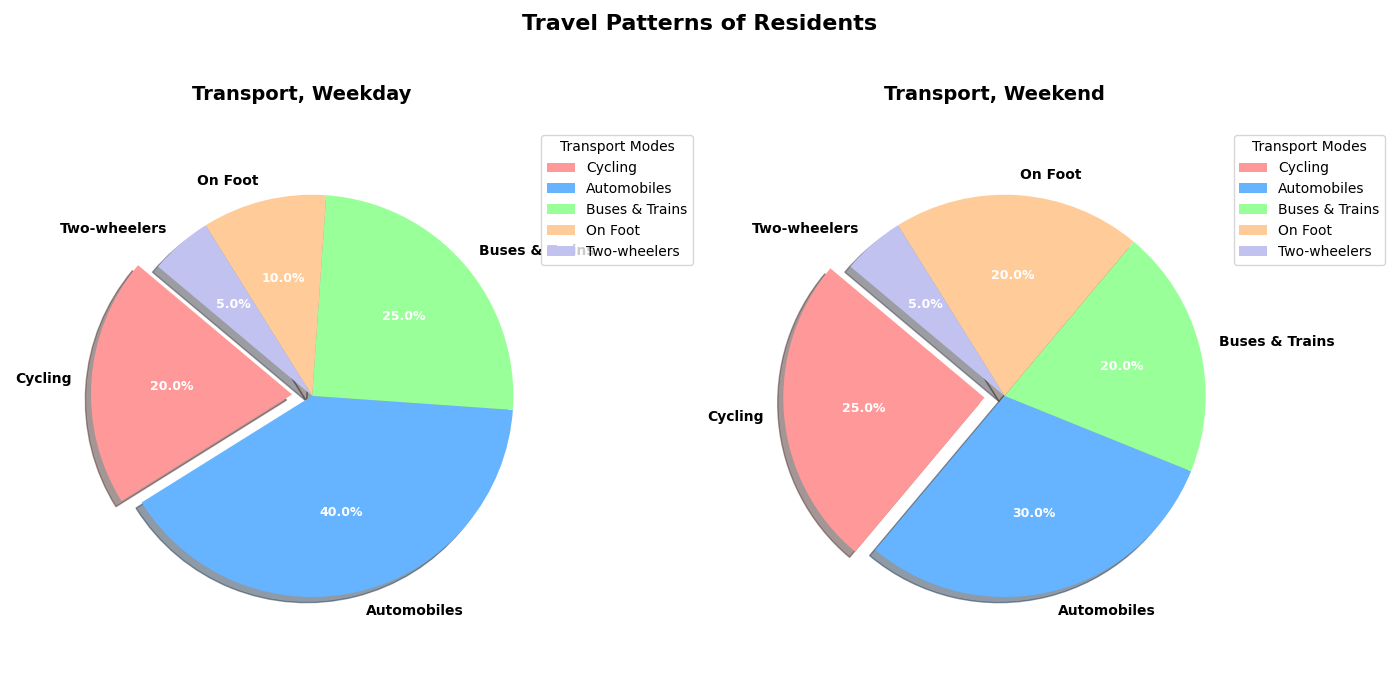 Travel Patterns of Residents
Transport, Weekday
Transport Modes
Cycling
Automobiles
Buses & Trains
On Foot
Two-wheelers
On Foot
Two-wheelers
Buses &
Cycling
Automobiles
10.0%
5.0%
25.0%
20.0%
40.0%
Transport, Weekend
Transport Modes
Cycling
Automobiles
Buses & Trains
On Foot
Two-wheelers
On Foot
Two-wheelers
Buses & Trains
Cycling
Automobiles
20.0%
5.0%
20.0%
25.0%
30.0%